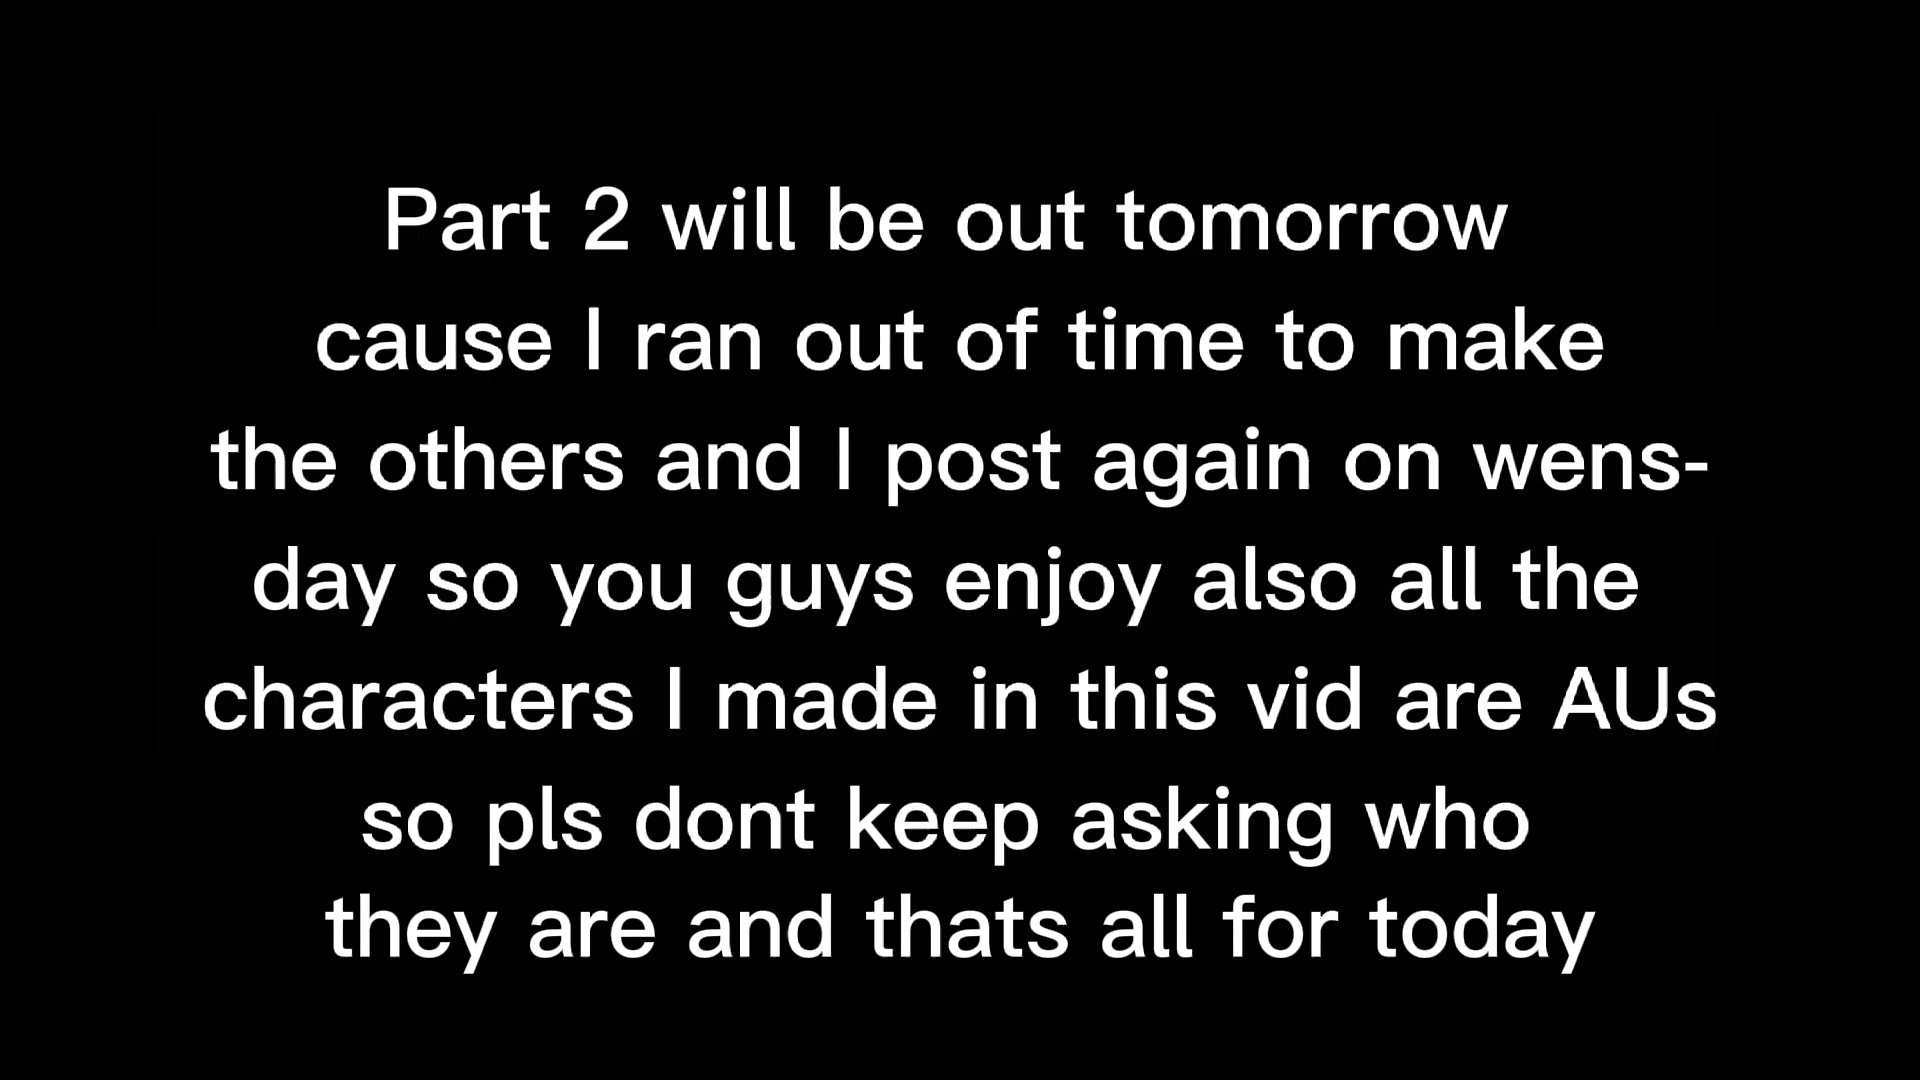 Part 2 will be out tomorrow
cause I ran out of time to make
the others and I post again on wens-
day so you guys enjoy also all the
characters I made in this vid are AUs
so pls dont keep asking who
they are and thats all for today